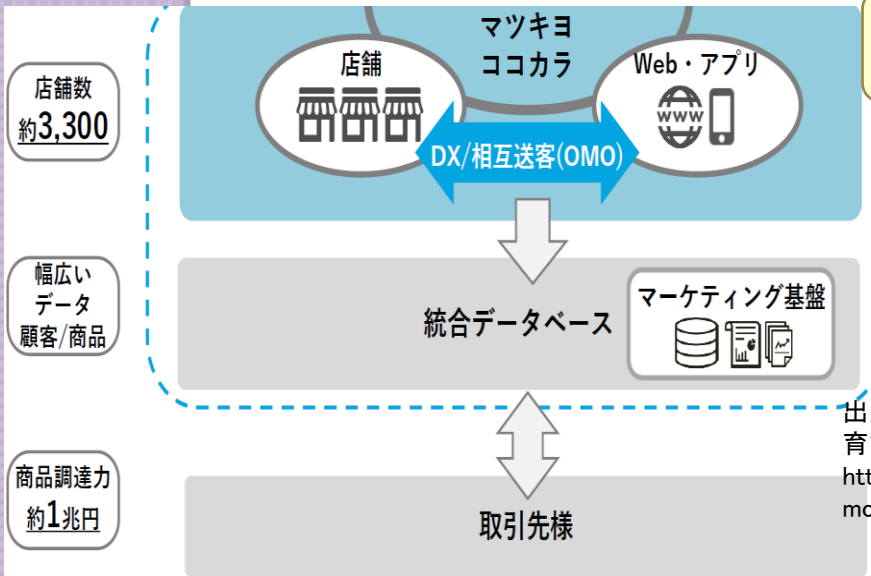 マツキヨ
ココカラ
店舗
Web・アプリ
www
DX/相互送客(OMO)
店舗数
約3,300
幅広い
データ
顧客/商品
統合データベース
マーケティング基盤
商品調達力
約1兆円
取引先様
出
育
htt
mo